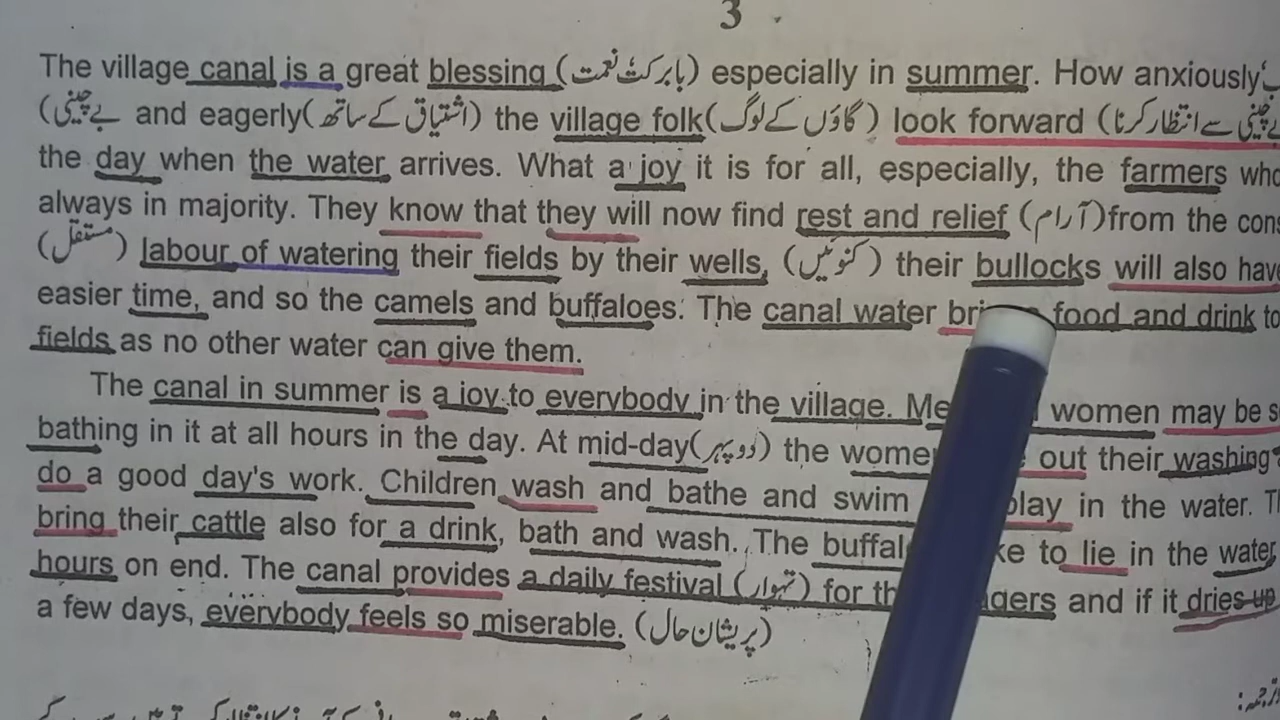 3
The village canal is a great blessing (بابرکت نعمت) especially in summer. How anxiously
(بے چینی) and eagerly (اشتیاق کے ساتھ) the village folk (گاؤں کے لوگ) look forward (بے چینی سے انتظار کرنا)
the day when the water arrives. What a joy it is for all, especially, the farmers who
always in majority. They know that they will now find rest and relief (آرام) from the cons
(مستقل) labour of watering their fields by their wells, (کنوئیں) their bullocks will also have
easier time, and so the camels and buffaloes. The canal water food and drink to
fields as no other water can give them.
The canal in summer is a joy to everybody in the village. women may be s
bathing in it at all hours in the day. At mid-day (دوپہر) the out their washing
do a good day's work. Children wash and bathe and swim play in the water.
bring their cattle also for a drink, bath and wash. The to lie in the water
hours on end. The canal provides a daily festival (تہوار) for and if it dries up
a few days, everybody feels so miserable. (پریشان حال)